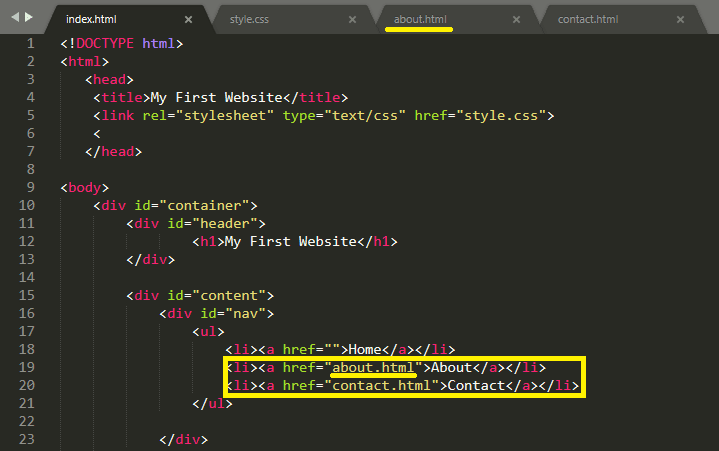 index.html × style.css × about.html × contact.html ×
1 <!DOCTYPE html>
2 <html>
3 <head>
4 <title>My First Website</title>
5 <link rel="stylesheet" type="text/css" href="style.css">
6 <
7 </head>
8
9 <body>
10 <div id="container">
11 <div id="header">
12 <h1>My First Website</h1>
13 </div>
14
15 <div id="content">
16 <div id="nav">
17 <ul>
18 <li><a href="">Home</a></li>
19 <li><a href="about.html">About</a></li>
20 <li><a href="contact.html">Contact</a></li>
21 </ul>
22
23 </div>